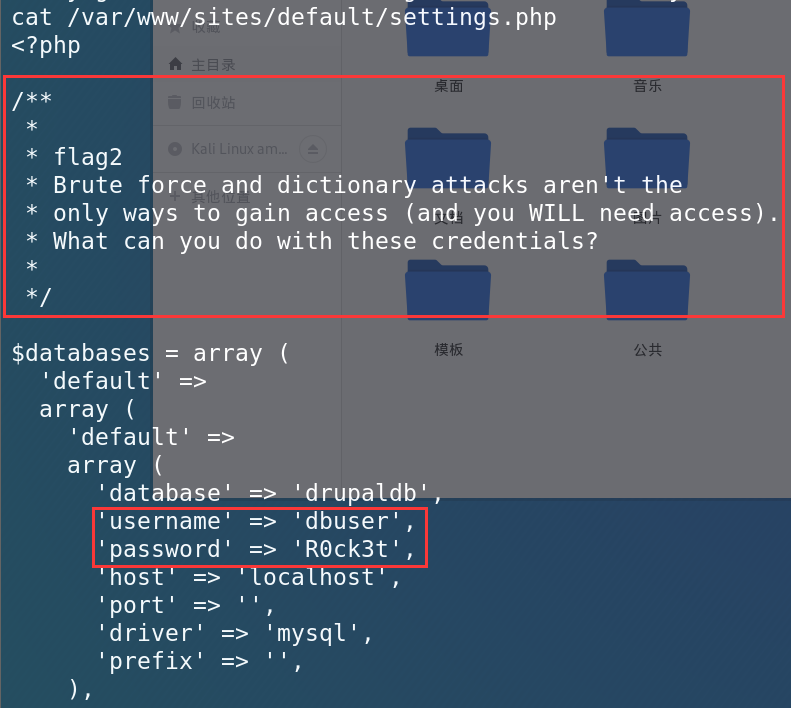 cat /var/www/sites/default/settings.php
<?php
收藏
主目录
回收站
Kali Linux am...
其他位置
桌面
音乐
文档
图片
模板
公共
/**
 *
 * flag2
 * Brute force and dictionary attacks aren't the
 * only ways to gain access (and you WILL need access).
 * What can you do with these credentials?
 *
 */
$databases = array (
  'default' =>
  array (
    'default' =>
    array (
      'database' => 'drupaldb',
      'username' => 'dbuser',
      'password' => 'R0ck3t',
      'host' => 'localhost',
      'port' => '',
      'driver' => 'mysql',
      'prefix' => '',
    ),